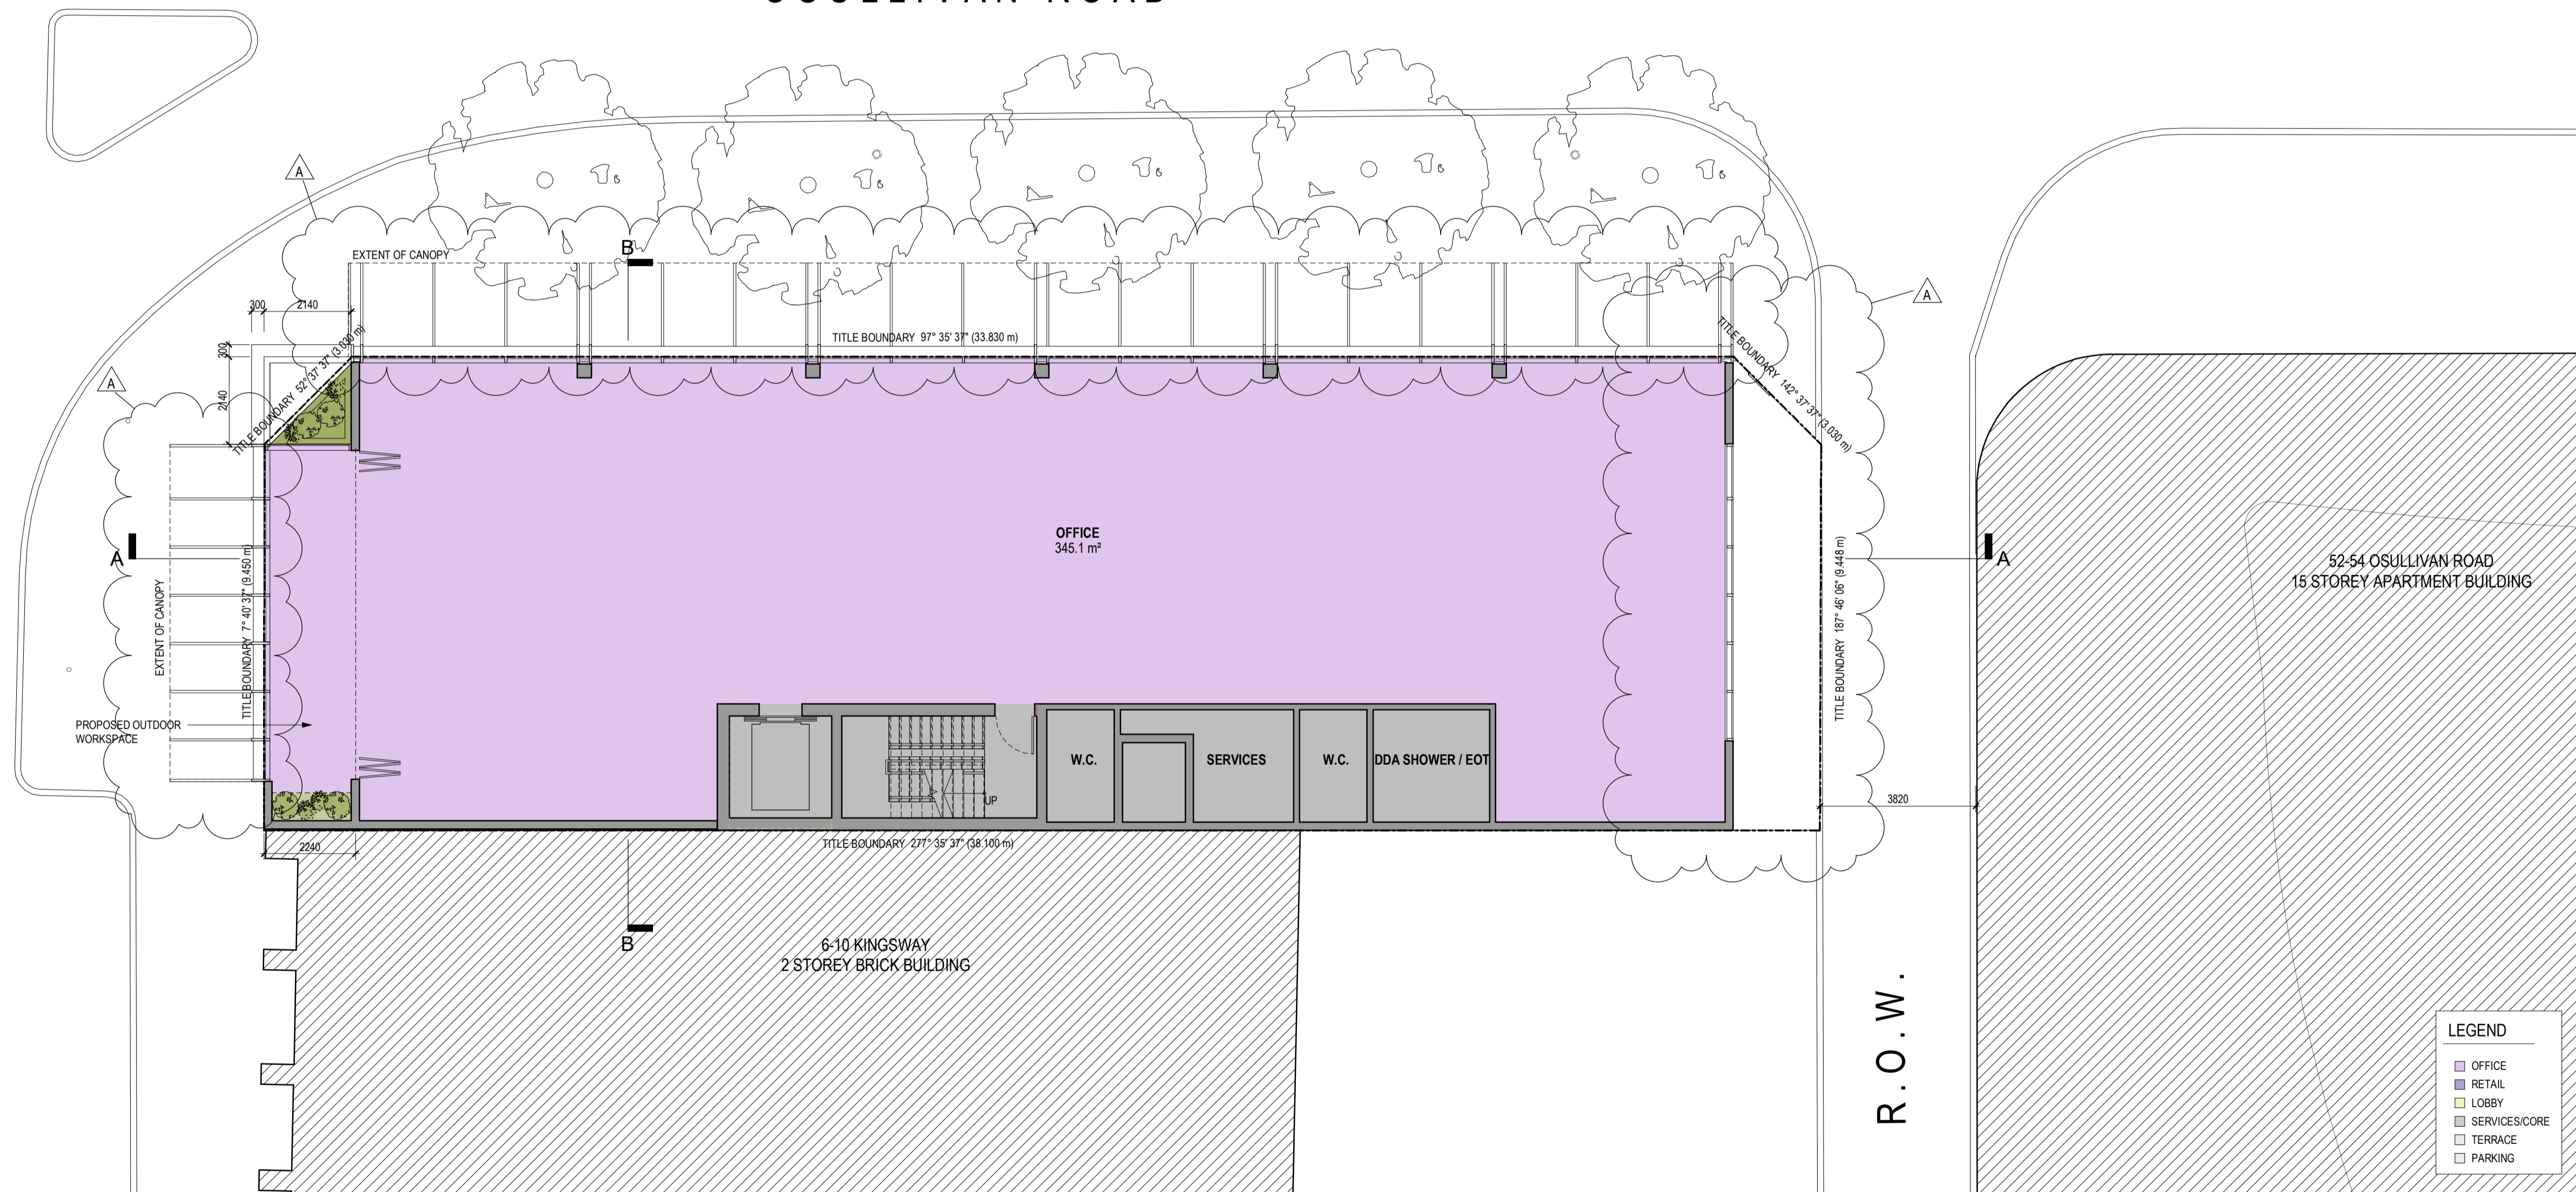 OSULLIVAN ROAD
A
A
A
EXTENT OF CANOPY
B
300
2140
300
2140
TITLE BOUNDARY 52° 37' 37" (3.030 m)
TITLE BOUNDARY 97° 35' 37" (33.830 m)
TITLE BOUNDARY 142° 37' 37" (3.030 m)
OFFICE
345.1 m²
A
A
EXTENT OF CANOPY
TITLE BOUNDARY 7° 40' 37" (9.450 m)
TITLE BOUNDARY 187° 46' 06" (9.448 m)
52-54 OSULLIVAN ROAD
15 STOREY APARTMENT BUILDING
PROPOSED OUTDOOR
WORKSPACE
W.C.
SERVICES
W.C.
DDA SHOWER / EOT
UP
3820
2240
TITLE BOUNDARY 277° 35' 37" (38.100 m)
B
6-10 KINGSWAY
2 STOREY BRICK BUILDING
R.O.W.
LEGEND
OFFICE
RETAIL
LOBBY
SERVICES/CORE
TERRACE
PARKING